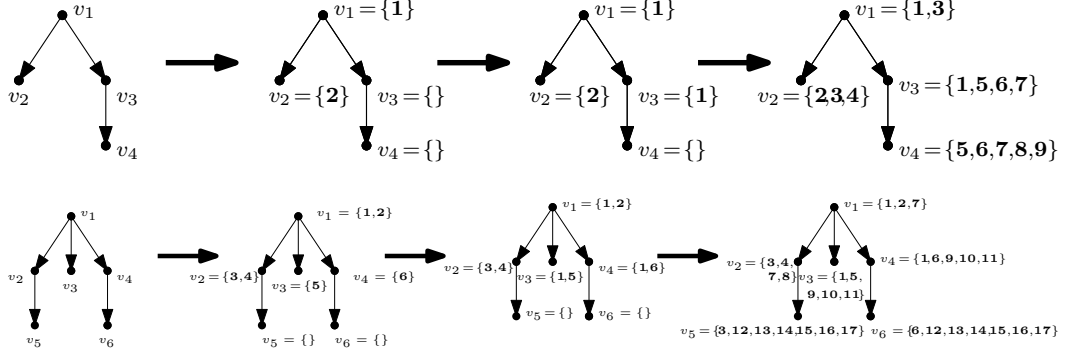 v1 v1={1} v1={1} v1={1,3}
v2 v3 v2={2} v3={} v2={2} v3={1} v2={2,3,4} v3={1,5,6,7}
v4 v4={} v4={} v4={5,6,7,8,9}
v1 v1 = {1,2} v1={1,2} v1={1,2,7}
v2 v3 v4 v2={3,4} v3={5} v4 = {6} v2={3,4} v3={1,5} v4={1,6} v2 = {3,4, v4={1,6,9,10,11}
7,8} v3={1,5,
9,10,11}
v5 v6 v5= {} v6 = {} v5={} v6 = {} v5={3,12,13,14,15,16,17} v6 ={6,12,13,14,15,16,17}